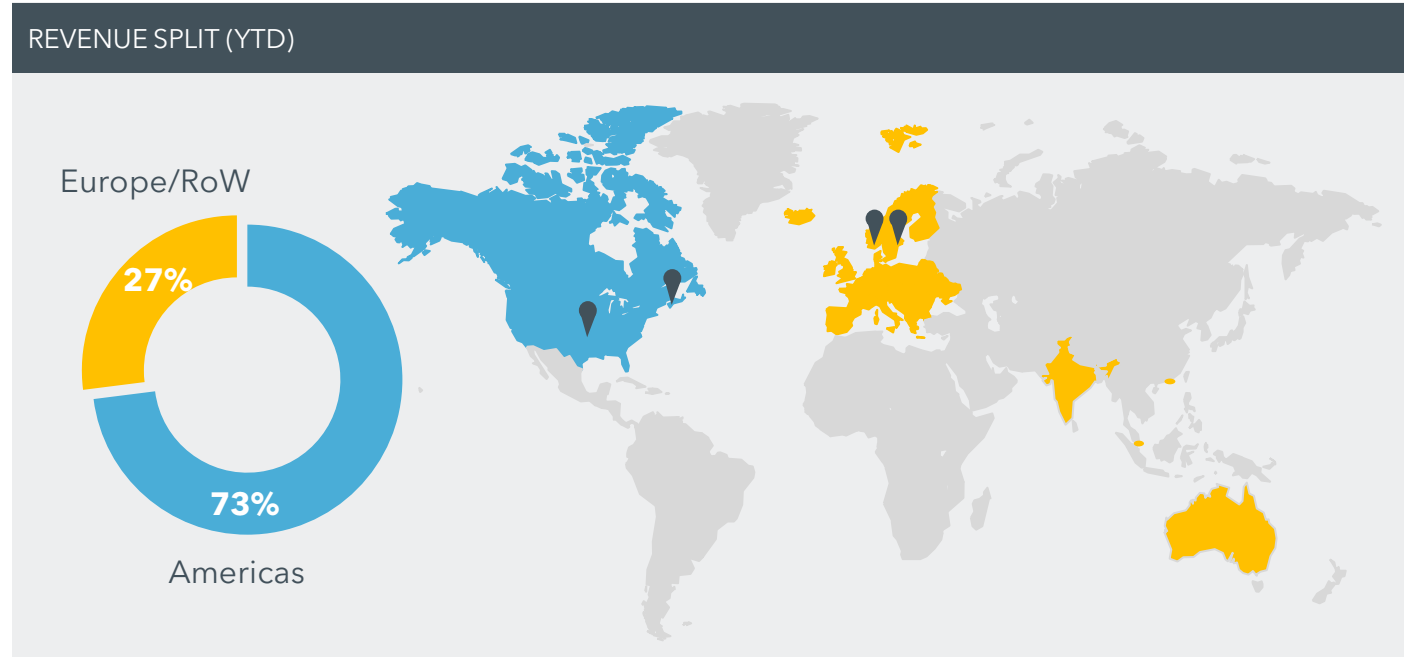 REVENUE SPLIT (YTD)
Europe/RoW
27%
73%
Americas